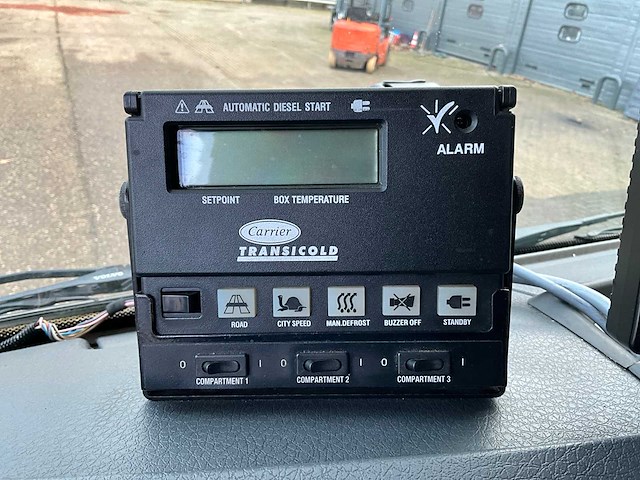 AUTOMATIC DIESEL START
ALARM
SETPOINT BOX TEMPERATURE
Carrier
TRANSICOLD
ROAD CITY SPEED MAN.DEFROST BUZZER OFF STANDBY
0 I 0 I 0 I
COMPARTMENT 1 COMPARTMENT 2 COMPARTMENT 3